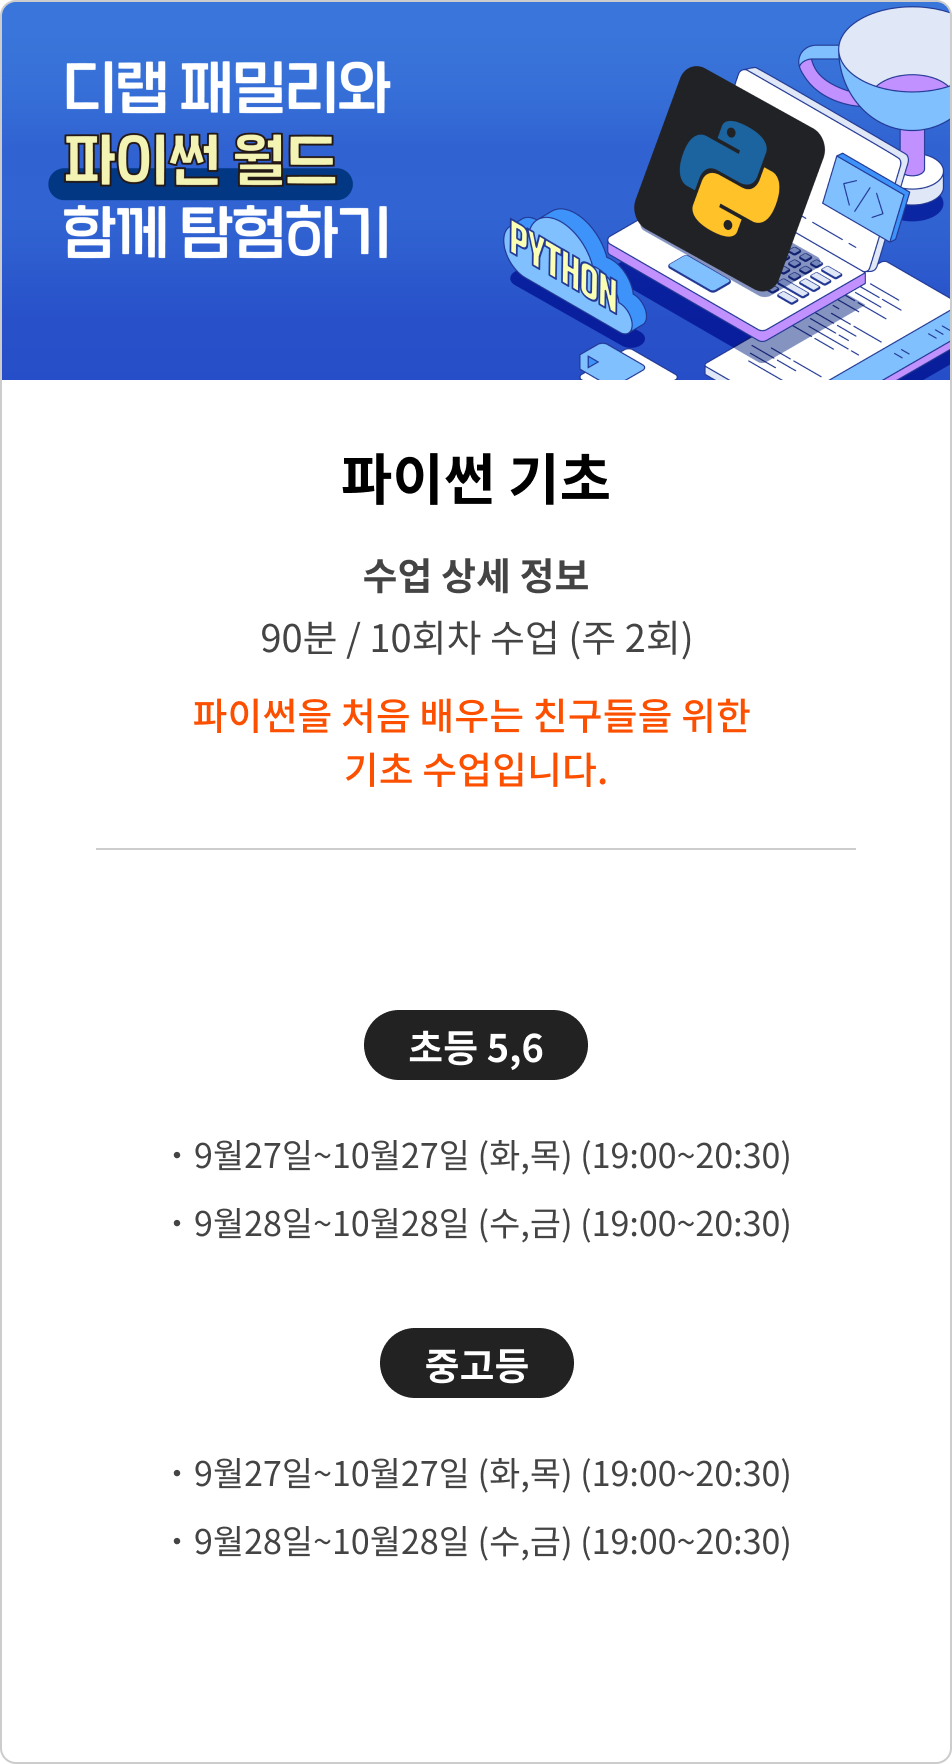 디랩 패밀리와
파이썬 월드
함께 탐험하기
PYTHON
</>
파이썬 기초
수업 상세 정보
90분 / 10회차 수업 (주 2회)
파이썬을 처음 배우는 친구들을 위한
기초 수업입니다.
초등 5,6
· 9월27일~10월27일 (화,목) (19:00~20:30)
· 9월28일~10월28일 (수,금) (19:00~20:30)
중고등
· 9월27일~10월27일 (화,목) (19:00~20:30)
· 9월28일~10월28일 (수,금) (19:00~20:30)